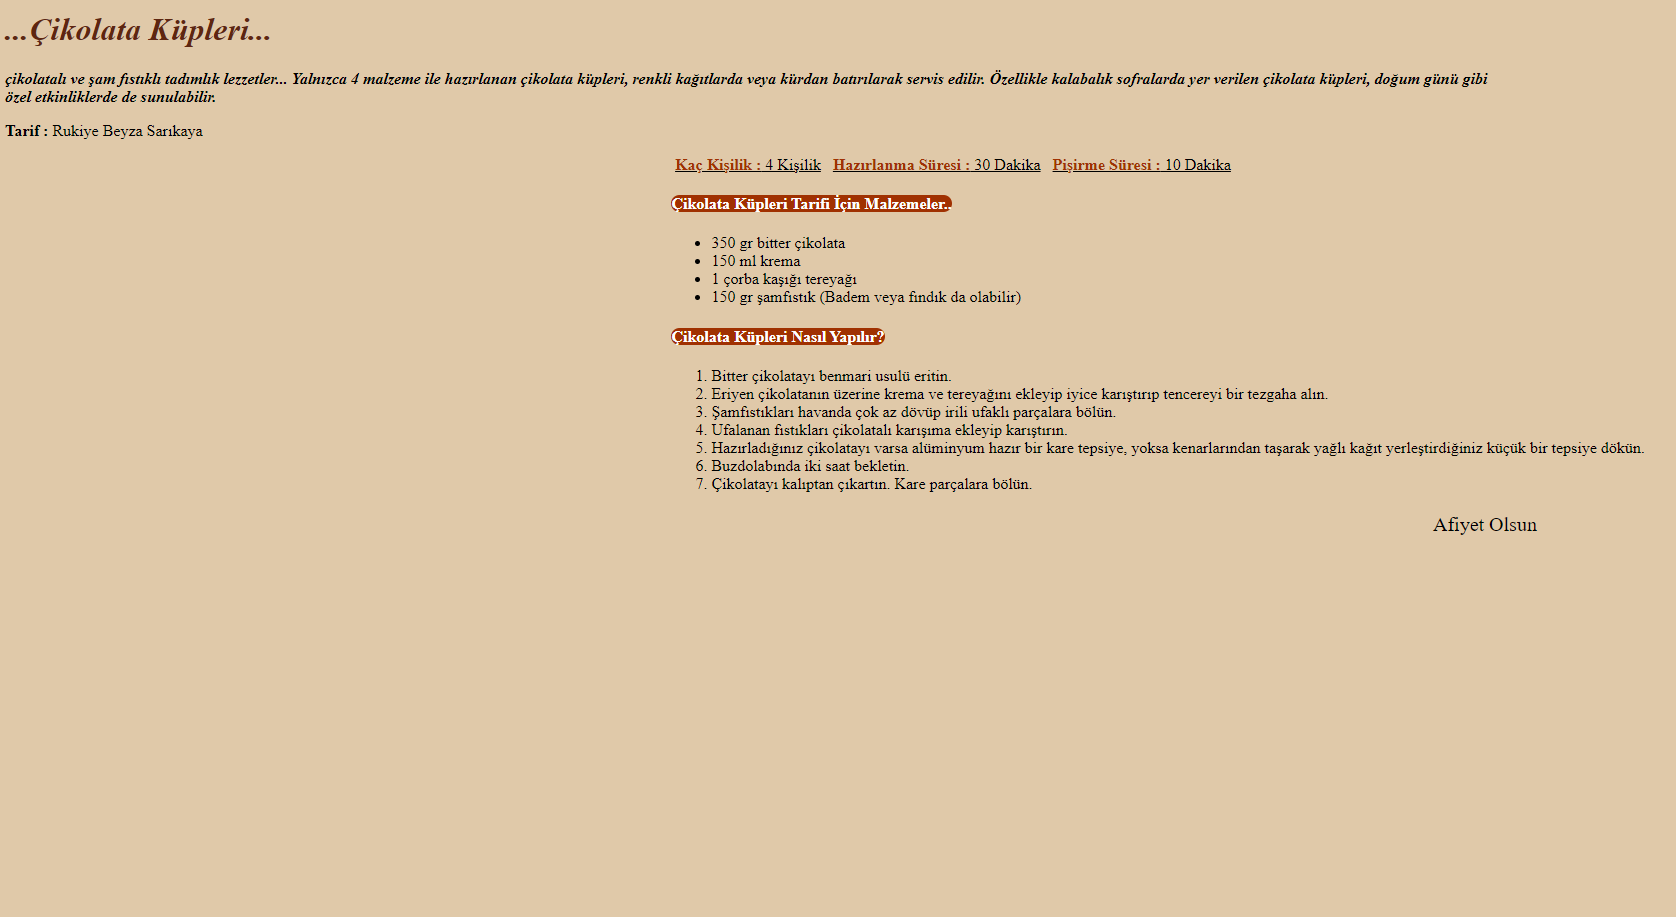 ...Çikolata Küpleri...
çikolatalı ve şam fıstıklı tadımlık lezzetler... Yalnızca 4 malzeme ile hazırlanan çikolata küpleri, renkli kağıtlarda veya kürdan batırılarak servis edilir. Özellikle kalabalık sofralarda yer verilen çikolata küpleri, doğum günü gibi
özel etkinliklerde de sunulabilir.
Tarif : Rukiye Beyza Sarıkaya
Kaç Kişilik : 4 Kişilik Hazırlanma Süresi : 30 Dakika Pişirme Süresi : 10 Dakika
Çikolata Küpleri Tarifi İçin Malzemeler..
• 350 gr bitter çikolata
• 150 ml krema
• 1 çorba kaşığı tereyağı
• 150 gr şamfıstık (Badem veya fındık da olabilir)
Çikolata Küpleri Nasıl Yapılır?
1. Bitter çikolatayı benmari usulü eritin.
2. Eriyen çikolatanın üzerine krema ve tereyağını ekleyip iyice karıştırıp tencereyi bir tezgaha alın.
3. Şamfıstıkları havanda çok az dövüp irili ufaklı parçalara bölün.
4. Ufalanan fıstıkları çikolatalı karışıma ekleyip karıştırın.
5. Hazırladığınız çikolatayı varsa alüminyum hazır bir kare tepsiye, yoksa kenarlarından taşarak yağlı kağıt yerleştirdiğiniz küçük bir tepsiye dökün.
6. Buzdolabında iki saat bekletin.
7. Çikolatayı kalıptan çıkartın. Kare parçalara bölün.
Afiyet Olsun